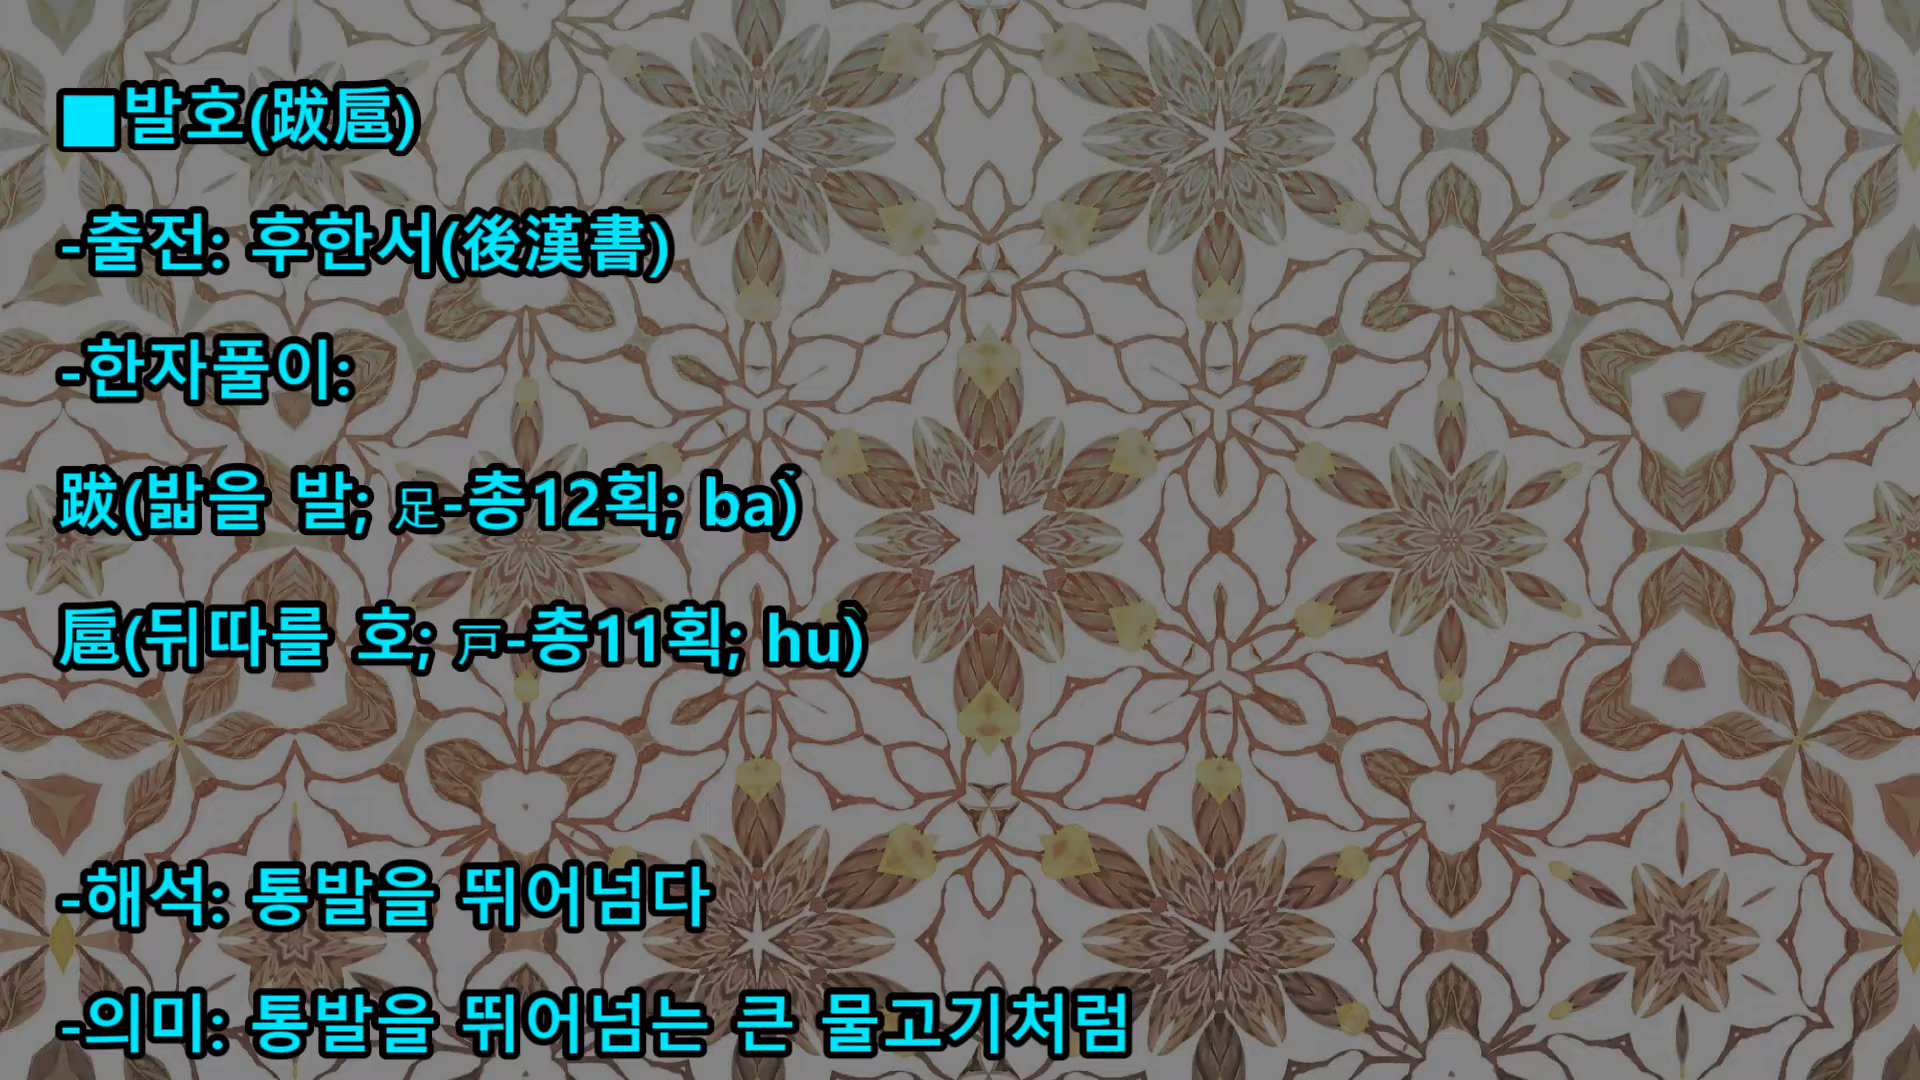 ■발호(跋扈)
-출전: 후한서(後漢書)
-한자풀이:
跋(밟을 발; 足-총12획; bà)
扈(뒤따를 호; 戸-총11획; hù)
-해석: 통발을 뛰어넘다
-의미: 통발을 뛰어넘는 큰 물고기처럼